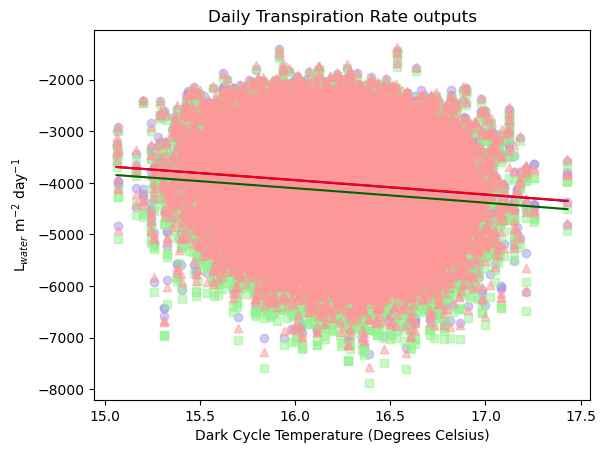 Daily Transpiration Rate outputs
−2000
−3000
−4000
−5000
−6000
−7000
−8000
L_water m⁻² day⁻¹
15.0 15.5 16.0 16.5 17.0 17.5
Dark Cycle Temperature (Degrees Celsius)